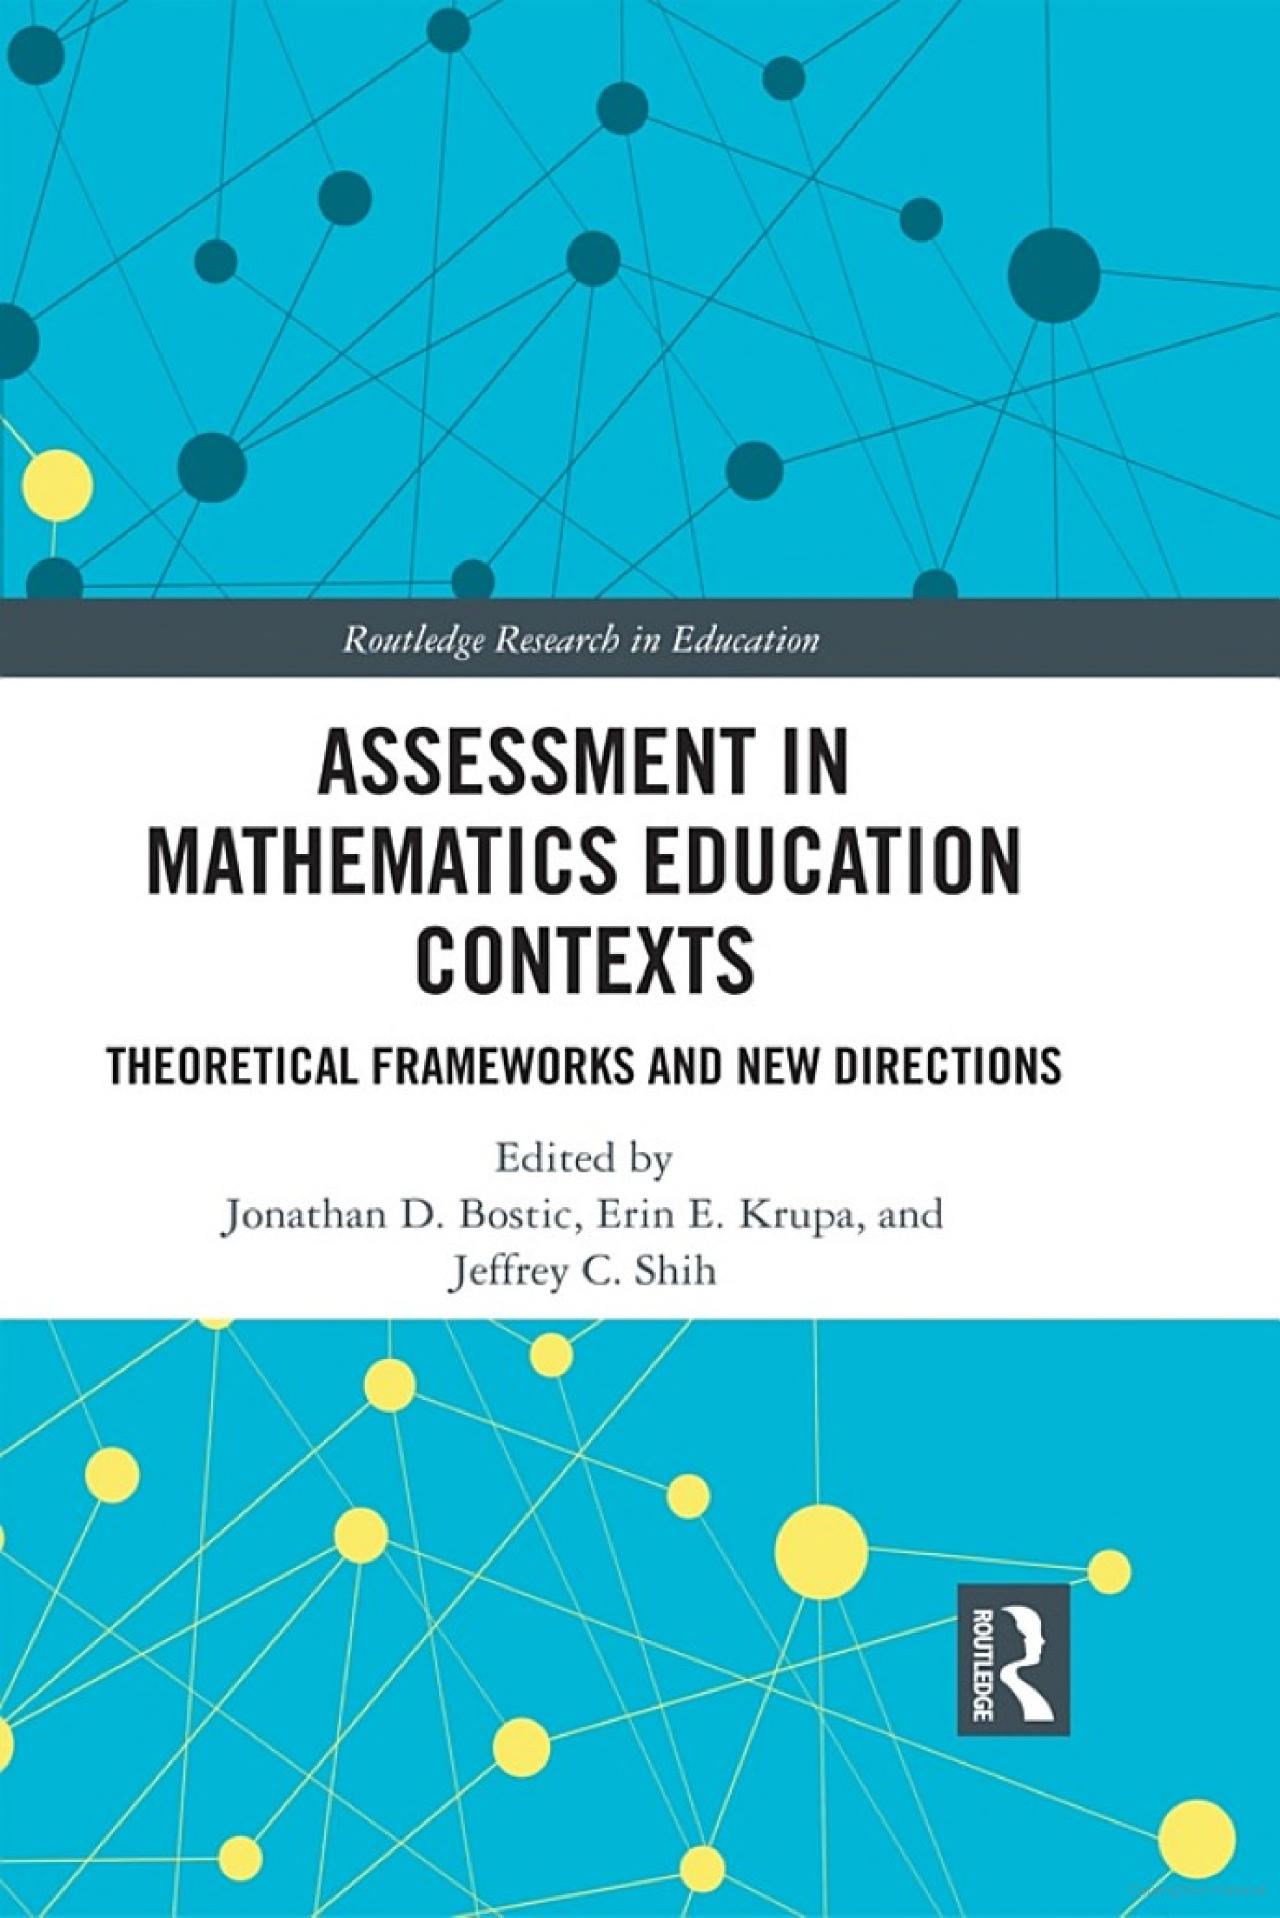 Routledge Research in Education
ASSESSMENT IN
MATHEMATICS EDUCATION
CONTEXTS
THEORETICAL FRAMEWORKS AND NEW DIRECTIONS
Edited by
Jonathan D. Bostic, Erin E. Krupa, and
Jeffrey C. Shih
ROUTLEDGE